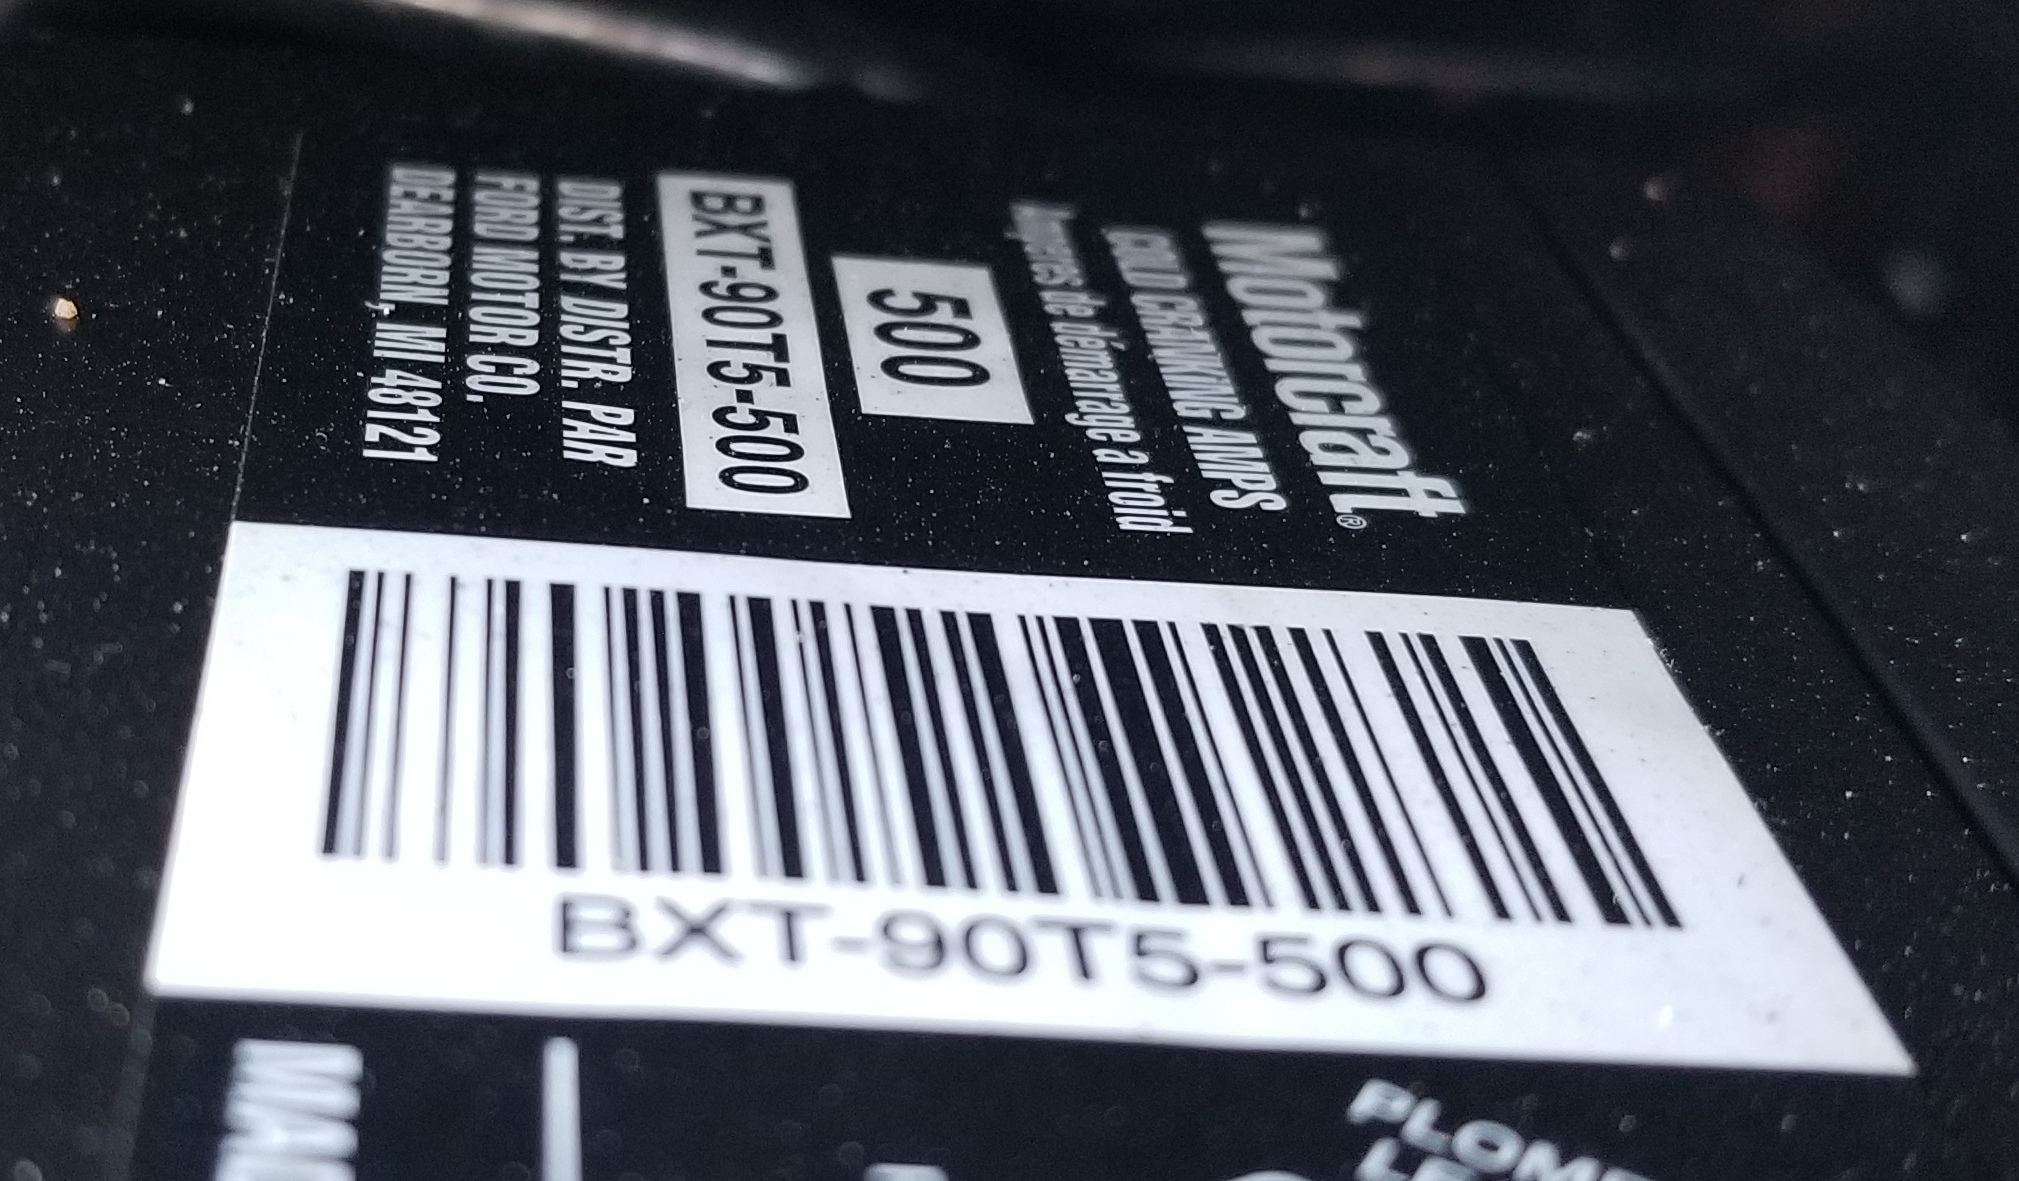 Motorcraft®
COLD CRANKING AMPS
Ampères de démarrage a froid
500
BXT-90T5-500
DIST. BY DISTR. PAR
FORD MOTOR CO.
DEARBORN, MI 48121
BXT-90T5-500